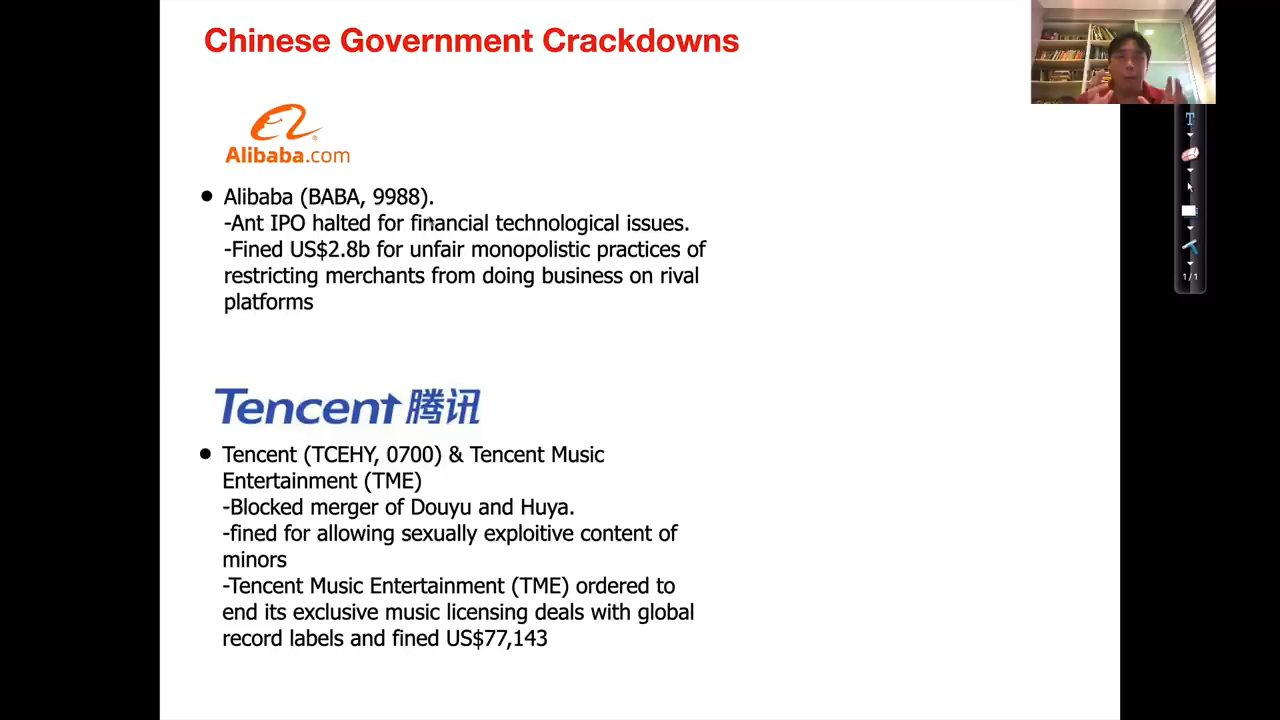 Chinese Government Crackdowns
Alibaba.com
• Alibaba (BABA, 9988).
-Ant IPO halted for financial technological issues.
-Fined US$2.8b for unfair monopolistic practices of
restricting merchants from doing business on rival
platforms
Tencent 腾讯
• Tencent (TCEHY, 0700) & Tencent Music
Entertainment (TME)
-Blocked merger of Douyu and Huya.
-fined for allowing sexually exploitive content of
minors
-Tencent Music Entertainment (TME) ordered to
end its exclusive music licensing deals with global
record labels and fined US$77,143
T
1/1